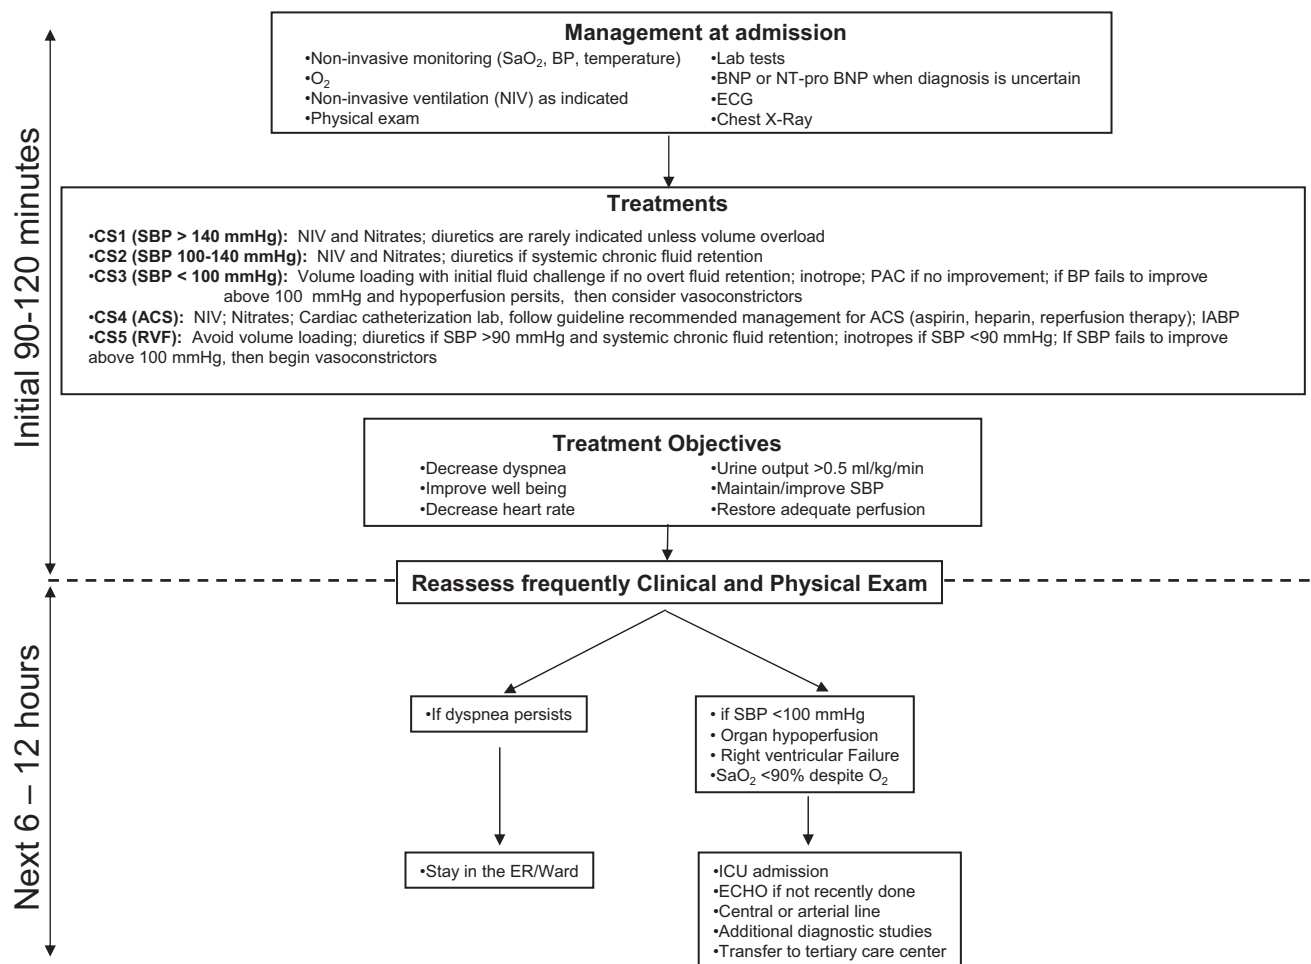 Management at admission
•Non-invasive monitoring (SaO2, BP, temperature)
•O2
•Non-invasive ventilation (NIV) as indicated
•Physical exam
•Lab tests
•BNP or NT-pro BNP when diagnosis is uncertain
•ECG
•Chest X-Ray
Initial 90-120 minutes
Treatments
•CS1 (SBP > 140 mmHg): NIV and Nitrates; diuretics are rarely indicated unless volume overload
•CS2 (SBP 100-140 mmHg): NIV and Nitrates; diuretics if systemic chronic fluid retention
•CS3 (SBP < 100 mmHg): Volume loading with initial fluid challenge if no overt fluid retention; inotrope; PAC if no improvement; if BP fails to improve
above 100 mmHg and hypoperfusion persits, then consider vasoconstrictors
•CS4 (ACS): NIV; Nitrates; Cardiac catheterization lab, follow guideline recommended management for ACS (aspirin, heparin, reperfusion therapy); IABP
•CS5 (RVF): Avoid volume loading; diuretics if SBP >90 mmHg and systemic chronic fluid retention; inotropes if SBP <90 mmHg; If SBP fails to improve
above 100 mmHg, then begin vasoconstrictors
Treatment Objectives
•Decrease dyspnea
•Improve well being
•Decrease heart rate
•Urine output >0.5 ml/kg/min
•Maintain/improve SBP
•Restore adequate perfusion
Reassess frequently Clinical and Physical Exam
Next 6 – 12 hours
•If dyspnea persists
• if SBP <100 mmHg
• Organ hypoperfusion
• Right ventricular Failure
•SaO2 <90% despite O2
•Stay in the ER/Ward
•ICU admission
•ECHO if not recently done
•Central or arterial line
•Additional diagnostic studies
•Transfer to tertiary care center